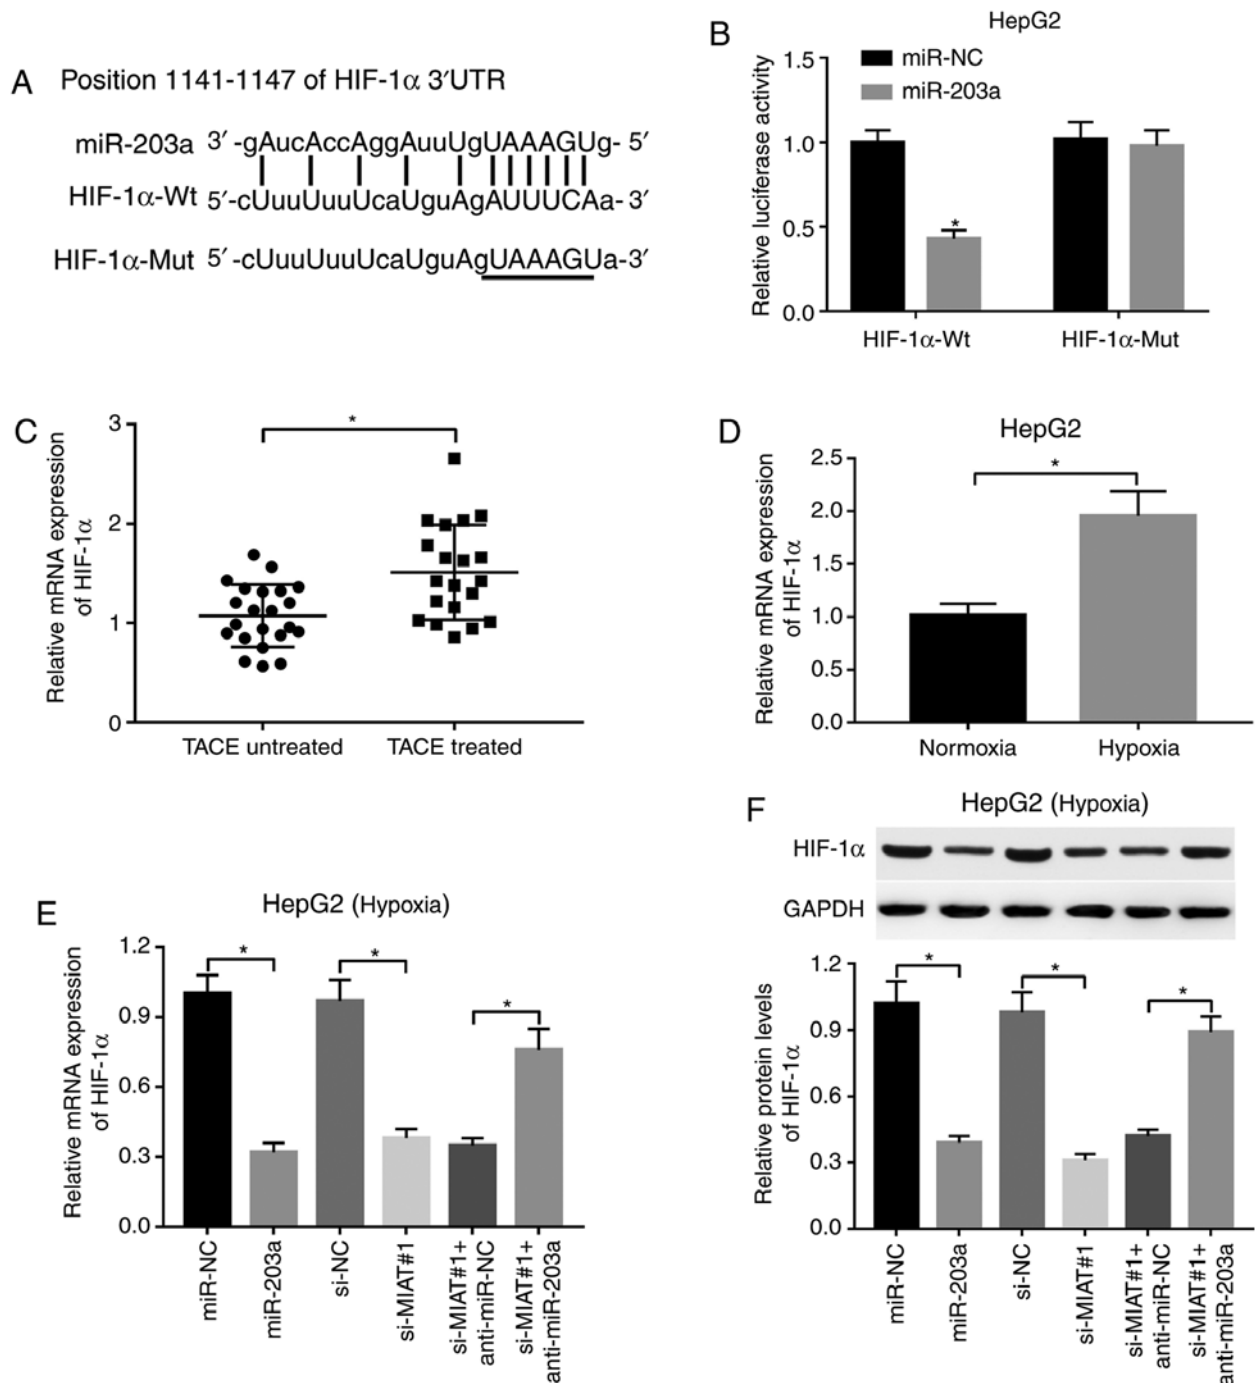 A Position 1141-1147 of HIF-1α 3′UTR
miR-203a 3′ -gAucAccAggAuuUgUAAAGUg- 5′
HIF-1α-Wt 5′ -cUuuUuuUcaUguAgAUUUCAa- 3′
HIF-1α-Mut 5′ -cUuuUuuUcaUguAgUAAAGUa-3′
B HepG2
miR-NC
miR-203a
Relative luciferase activity
1.5
1.0
0.5
0.0
*
HIF-1α-Wt HIF-1α-Mut
C
Relative mRNA expression
of HIF-1α
3
2
1
0
*
TACE untreated TACE treated
D HepG2
Relative mRNA expression
of HIF-1α
2.5
2.0
1.0
0.5
0.0
*
Normoxia Hypoxia
E HepG2 (Hypoxia)
Relative mRNA expression
of HIF-1α
1.2
0.9
0.6
0.3
0.0
* * *
miR-NC
miR-203a
si-NC
si-MIAT#1
si-MIAT#1+
anti-miR-NC
si-MIAT#1+
anti-miR-203a
F HepG2 (Hypoxia)
HIF-1α
GAPDH
Relative protein levels
of HIF-1α
1.2
0.9
0.6
0.3
0.0
* * *
miR-NC
miR-203a
si-NC
si-MIAT#1
si-MIAT#1+
anti-miR-NC
si-MIAT#1+
anti-miR-203a